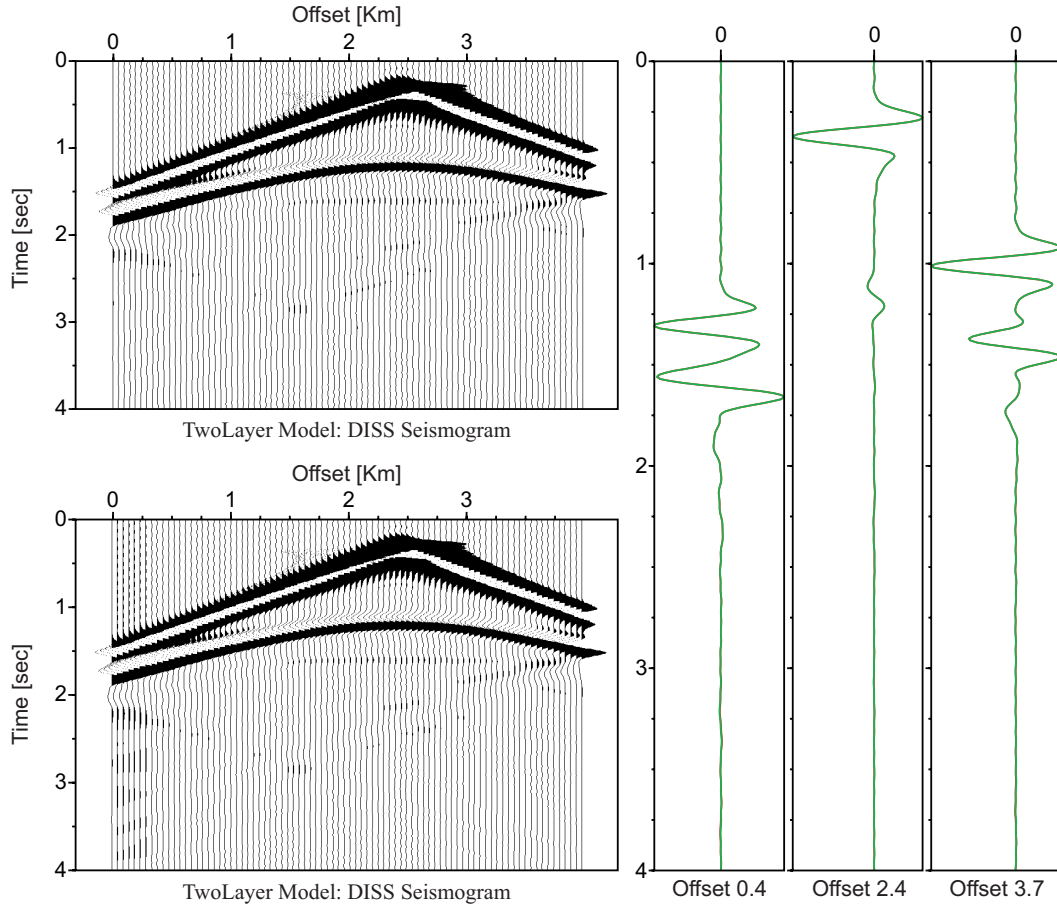 Offset [Km]
0 1 2 3
0
1
2
3
4
Time [sec]
TwoLayer Model: DISS Seismogram
Offset [Km]
0 1 2 3
0
1
2
3
4
Time [sec]
TwoLayer Model: DISS Seismogram
0 0 0
0
1
2
3
4
Offset 0.4 Offset 2.4 Offset 3.7